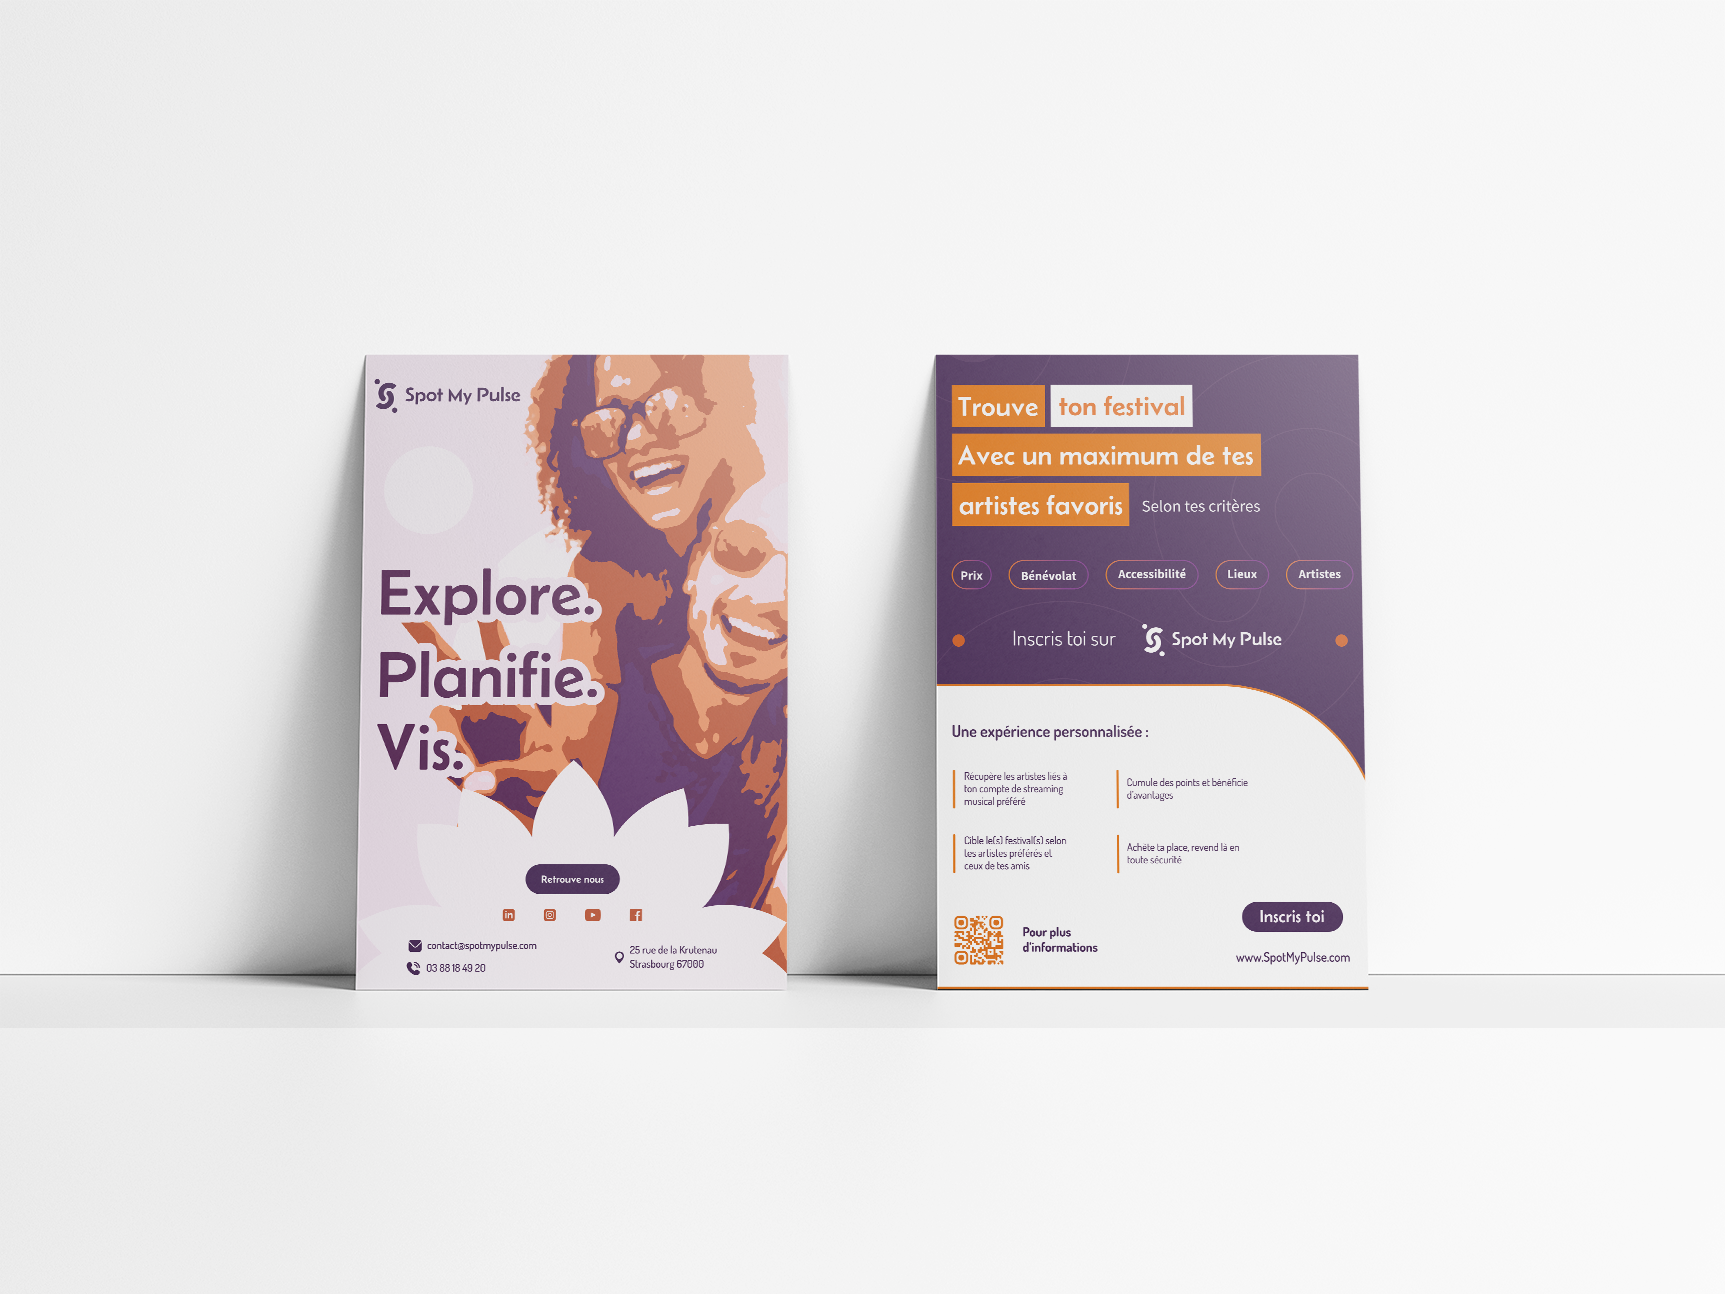 Spot My Pulse
Explore.
Planifie.
Vis.
Retrouve nous
contact@spotmypulse.com
03 88 18 49 20
25 rue de la Krutenau
Strasbourg 67000
Trouve ton festival
Avec un maximum de tes
artistes favoris Selon tes critères
Prix Bénévolat Accessibilité Lieux Artistes
Inscris toi sur Spot My Pulse
Une expérience personnalisée :
Récupère les artistes liés à
ton compte de streaming
musical préféré
Cumule des points et bénéficie
d'avantages
Cible le(s) festival(s) selon
tes artistes préférés et
ceux de tes amis
Achète ta place, revend là en
toute sécurité
Pour plus
d'informations
Inscris toi
www.SpotMyPulse.com